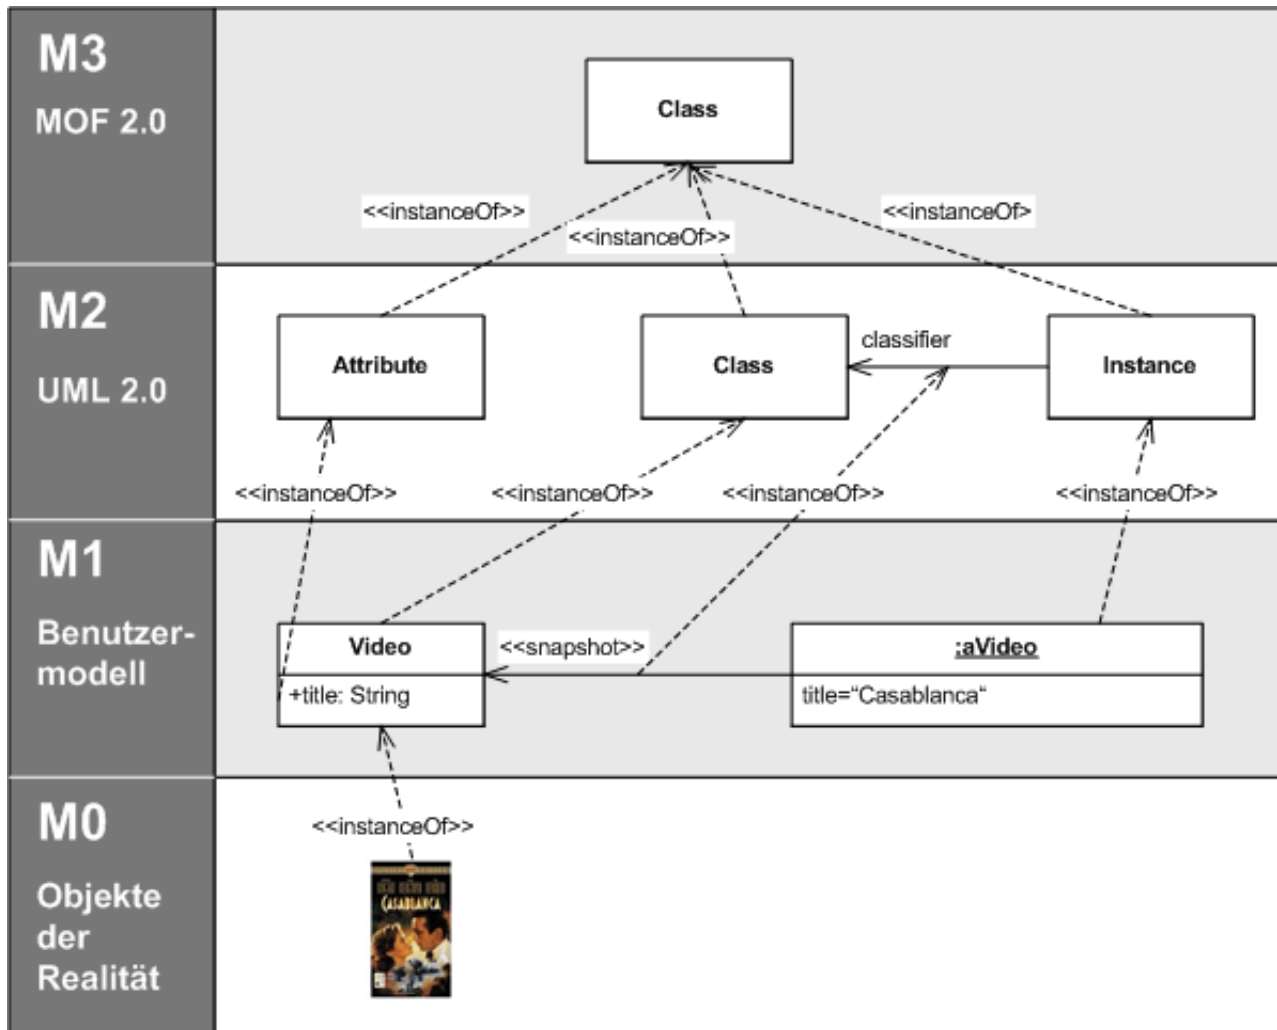 M3
MOF 2.0
Class
<<instanceOf>>
<<instanceOf>>
<<instanceOf>
M2
UML 2.0
Attribute
Class
classifier
Instance
<<instanceOf>>
<<instanceOf>>
<<instanceOf>>
<<instanceOf>>
M1
Benutzer-
modell
Video
+title: String
<<snapshot>>
:aVideo
title=“Casablanca“
M0
Objekte
der
Realität
<<instanceOf>>
CASABLANCA